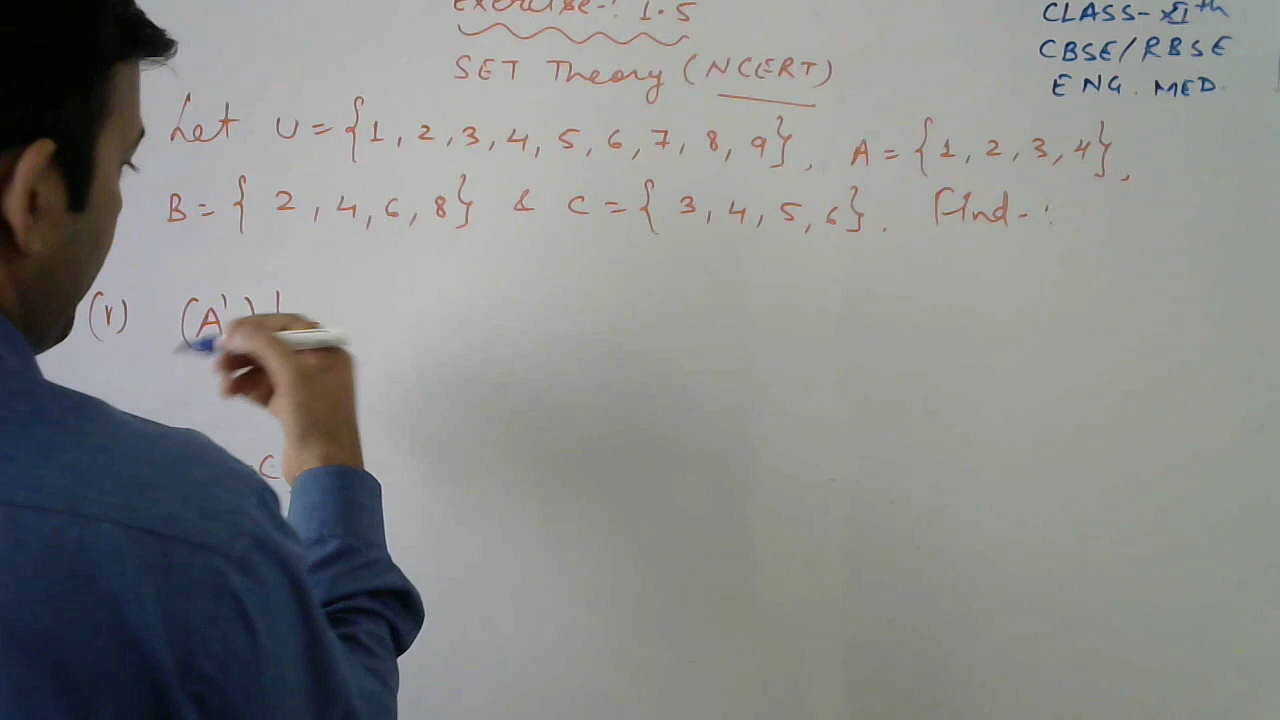 Exercise-: 1.5
SET Theory (NCERT)
CLASS-XIth
CBSE/RBSE
ENG. MED.
Let U={1, 2, 3, 4, 5, 6, 7, 8, 9}, A={1, 2, 3, 4},
B={ 2, 4, 6, 8} & C={ 3, 4, 5, 6}. Find-:
(V) (A')'
-C